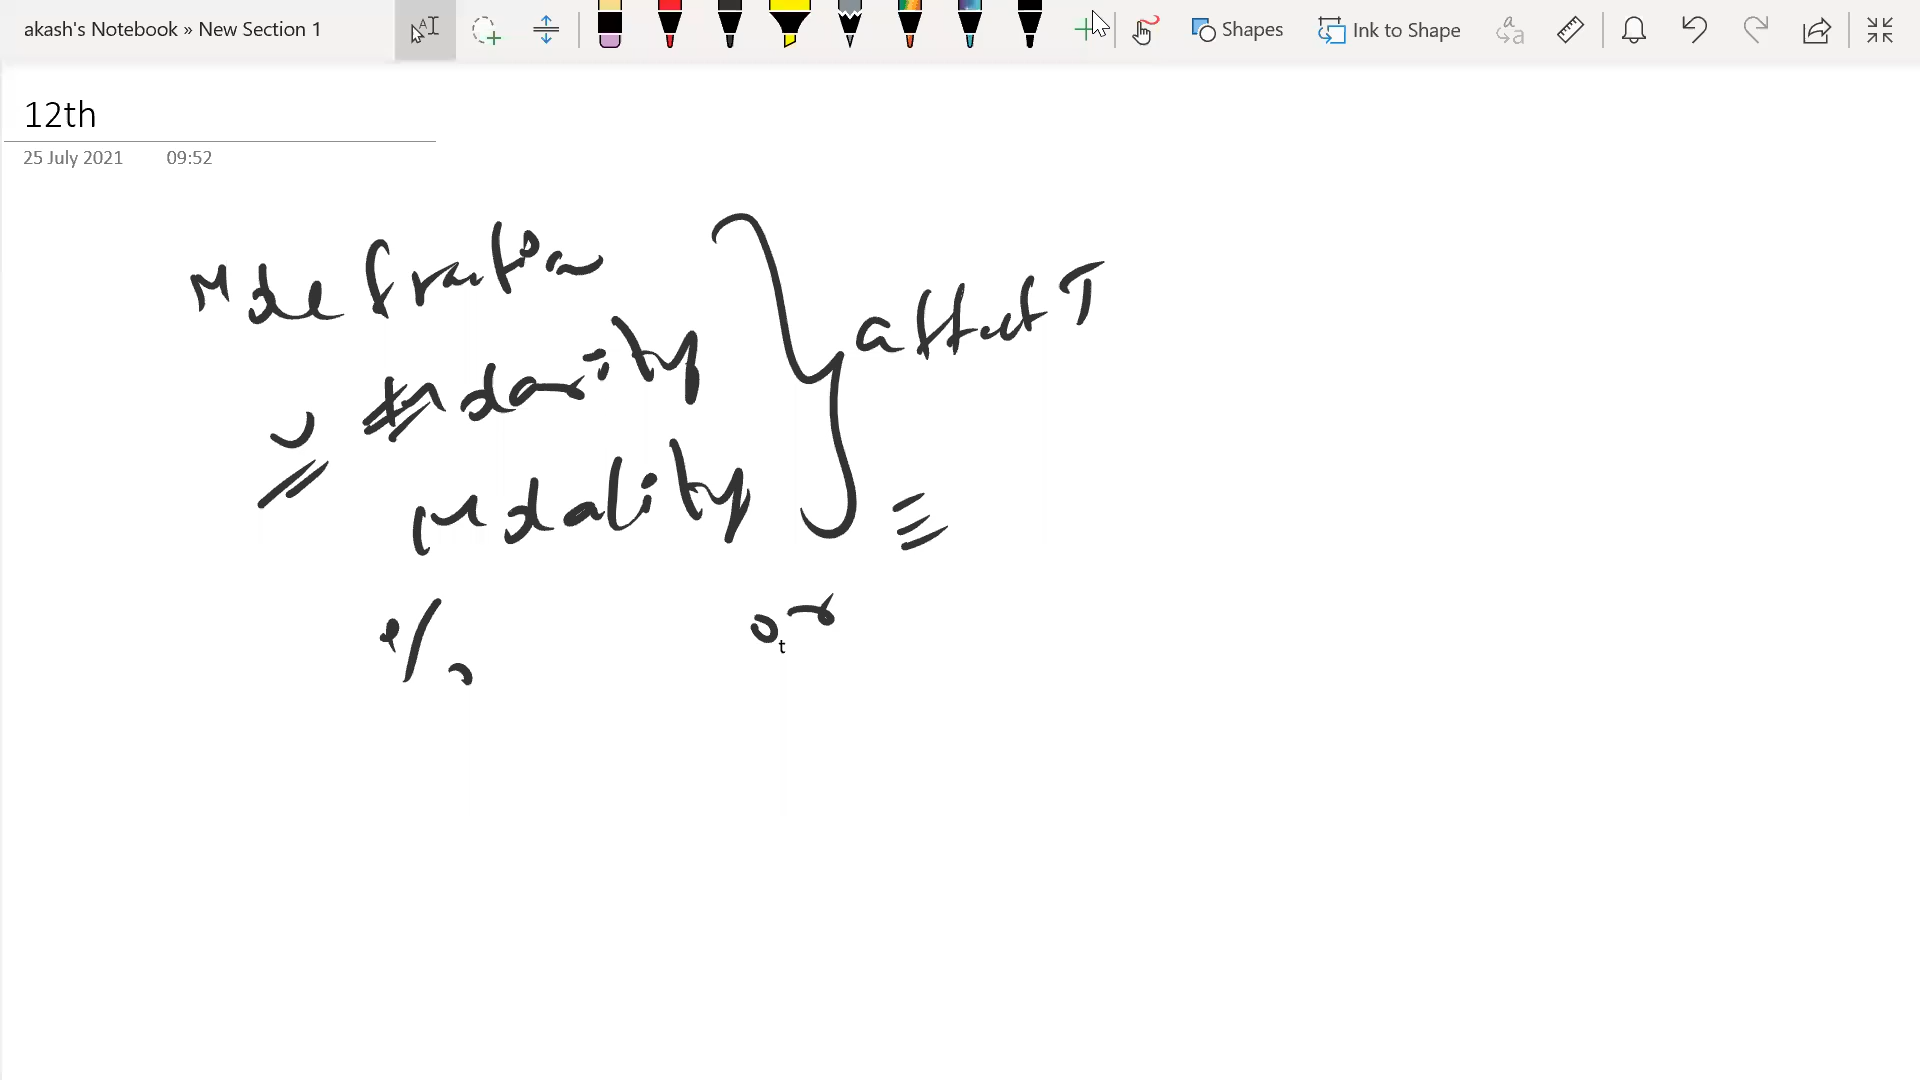 akash's Notebook » New Section 1
Shapes
Ink to Shape
12th
25 July 2021 09:52
Mole fraction
Molarity
affect T
Molality
%
or
t